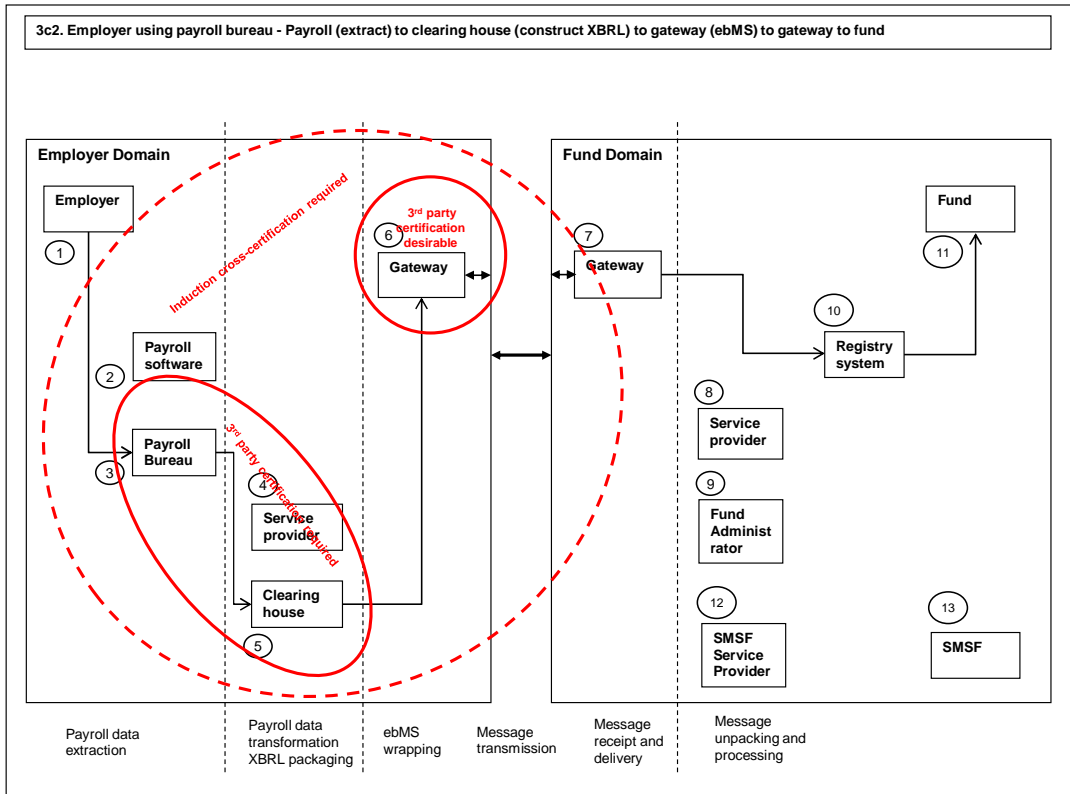 3c2. Employer using payroll bureau - Payroll (extract) to clearing house (construct XBRL) to gateway (ebMS) to gateway to fund
Employer Domain
Fund Domain
Employer
1
Induction cross-certification required
3rd party
certification
desirable
6
Gateway
7
Gateway
Fund
11
10
Registry
system
Payroll
software
2
Payroll
Bureau
3
3rd party certification required
4
Service
provider
Clearing
house
5
8
Service
provider
9
Fund
Administ
rator
12
SMSF
Service
Provider
13
SMSF
Payroll data
extraction
Payroll data
transformation
XBRL packaging
ebMS
wrapping
Message
transmission
Message
receipt and
delivery
Message
unpacking and
processing